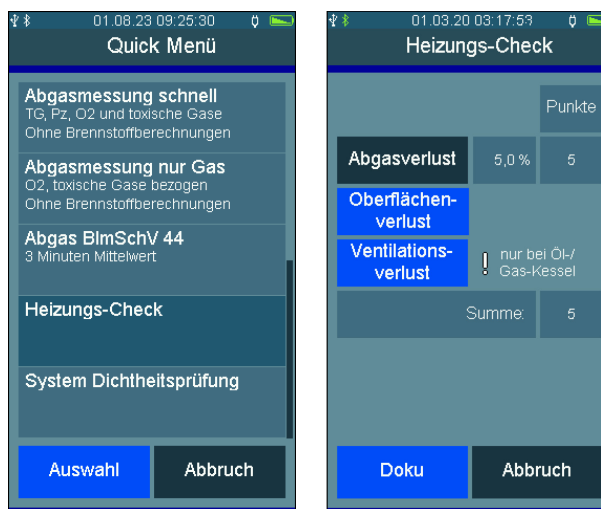 01.08.23 09:25:30
Quick Menü
Abgasmessung schnell
TG, Pz, O2 und toxische Gase
Ohne Brennstoffberechnungen
Abgasmessung nur Gas
O2, toxische Gase bezogen
Ohne Brennstoffberechnungen
Abgas BImSchV 44
3 Minuten Mittelwert
Heizungs-Check
System Dichtheitsprüfung
Auswahl Abbruch
01.03.20 03:17:53
Heizungs-Check
Punkte
Abgasverlust 5,0 % 5
Oberflächen-
verlust
Ventilations-
verlust
! nur bei Öl-/
Gas-Kessel
Summe: 5
Doku Abbruch